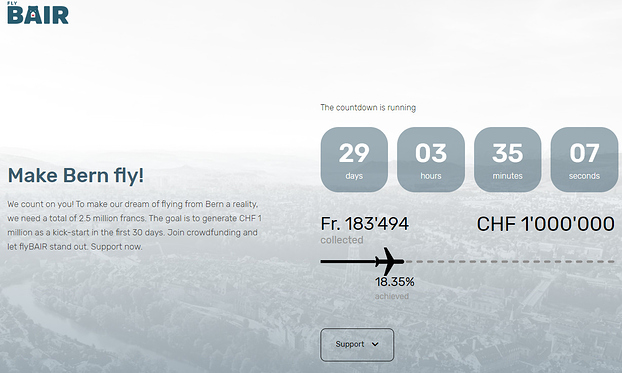 FLY
BAIR
The countdown is running
29
03
35
07
days
hours
minutes
seconds
Make Bern fly!
We count on you! To make our dream of flying from Bern a reality,
we need a total of 2.5 million francs. The goal is to generate CHF 1
million as a kick-start in the first 30 days. Join crowdfunding and
let flyBAIR stand out. Support now.
Fr. 183'494
CHF 1'000'000
collected
18.35%
achieved
Support